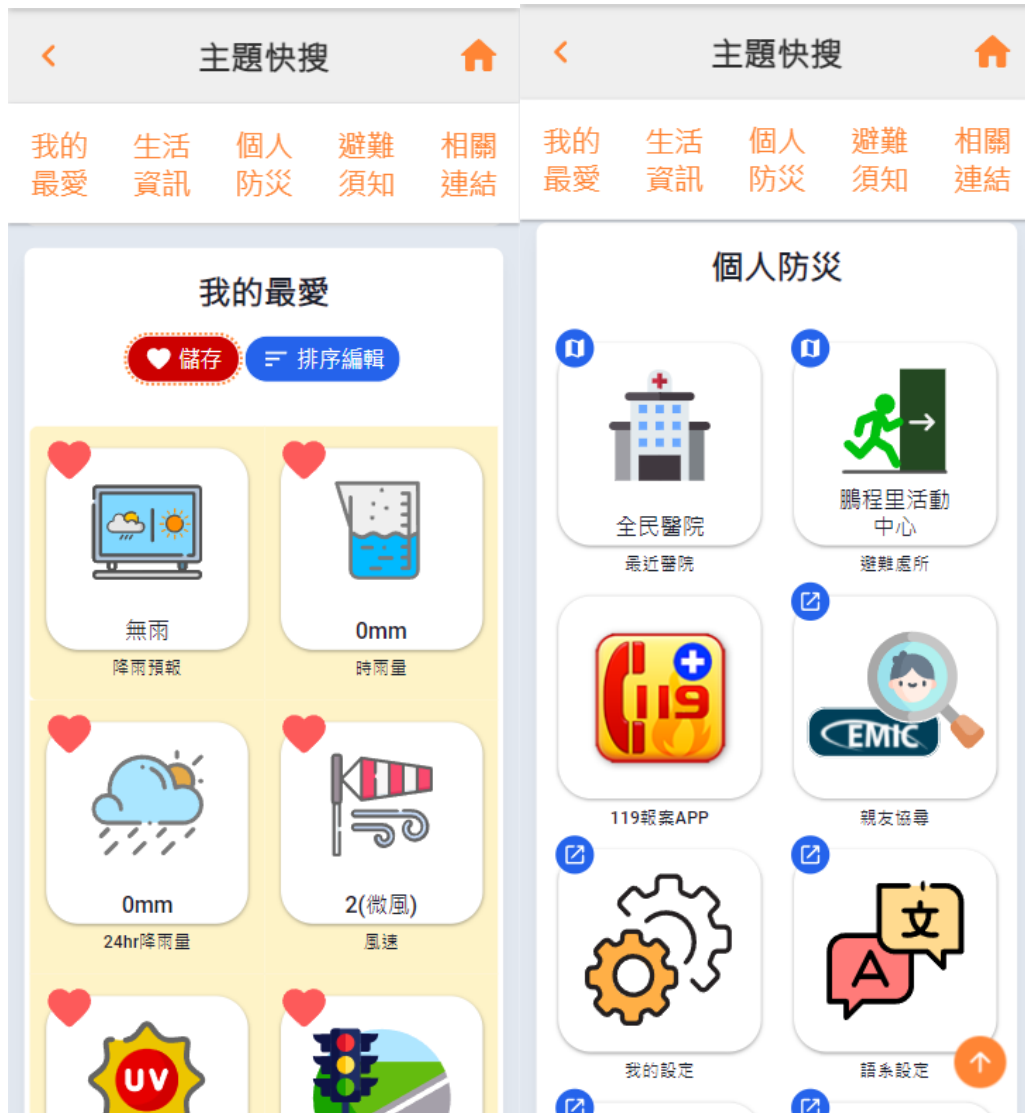 主題快搜
我的 生活 個人 避難 相關
最愛 資訊 防災 須知 連結
我的最愛
儲存 排序編輯
無雨 0mm
降雨預報 時雨量
0mm 2(微風)
24hr降雨量 風速
UV
主題快搜
我的 生活 個人 避難 相關
最愛 資訊 防災 須知 連結
個人防災
全民醫院 鵬程里活動
中心
最近醫院 避難處所
119 EMIC
119報案APP 親友協尋
文
A
我的設定 語系設定